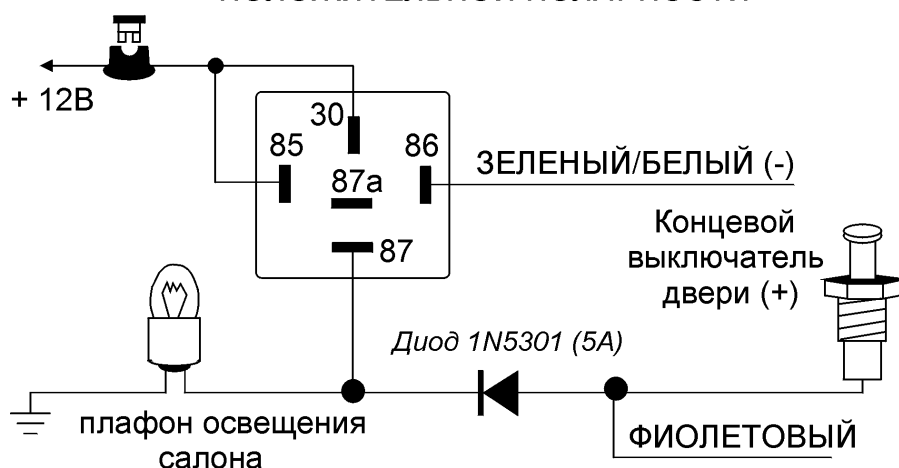 + 12В
30
85
86
87а
87
ЗЕЛЕНЫЙ/БЕЛЫЙ (-)
Концевой
выключатель
двери (+)
Диод 1N5301 (5А)
плафон освещения
салона
ФИОЛЕТОВЫЙ